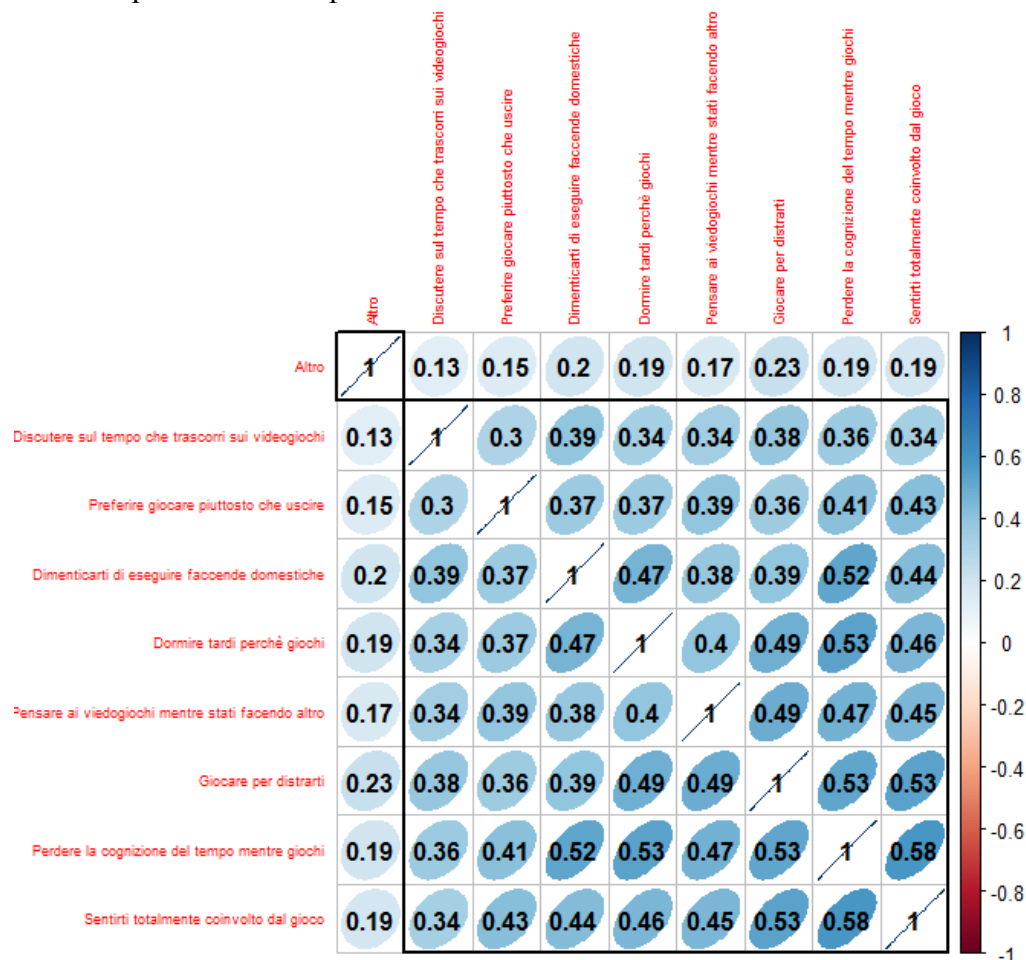 Altro
Discutere sul tempo che trascorri sui videogiochi
Preferire giocare piuttosto che uscire
Dimenticarti di eseguire faccende domestiche
Dormire tardi perchè giochi
Pensare ai viedogiochi mentre stati facendo altro
Giocare per distrarti
Perdere la cognizione del tempo mentre giochi
Sentirti totalmente coinvolto dal gioco
Altro 1 0.13 0.15 0.2 0.19 0.17 0.23 0.19 0.19
Discutere sul tempo che trascorri sui videogiochi 0.13 1 0.3 0.39 0.34 0.34 0.38 0.36 0.34
Preferire giocare piuttosto che uscire 0.15 0.3 1 0.37 0.37 0.39 0.36 0.41 0.43
Dimenticarti di eseguire faccende domestiche 0.2 0.39 0.37 1 0.47 0.38 0.39 0.52 0.44
Dormire tardi perchè giochi 0.19 0.34 0.37 0.47 1 0.4 0.49 0.53 0.46
Pensare ai viedogiochi mentre stati facendo altro 0.17 0.34 0.39 0.38 0.4 1 0.49 0.47 0.45
Giocare per distrarti 0.23 0.38 0.36 0.39 0.49 0.49 1 0.53 0.53
Perdere la cognizione del tempo mentre giochi 0.19 0.36 0.41 0.52 0.53 0.47 0.53 1 0.58
Sentirti totalmente coinvolto dal gioco 0.19 0.34 0.43 0.44 0.46 0.45 0.53 0.58 1
1
0.8
0.6
0.4
0.2
0
-0.2
-0.4
-0.6
-0.8
-1